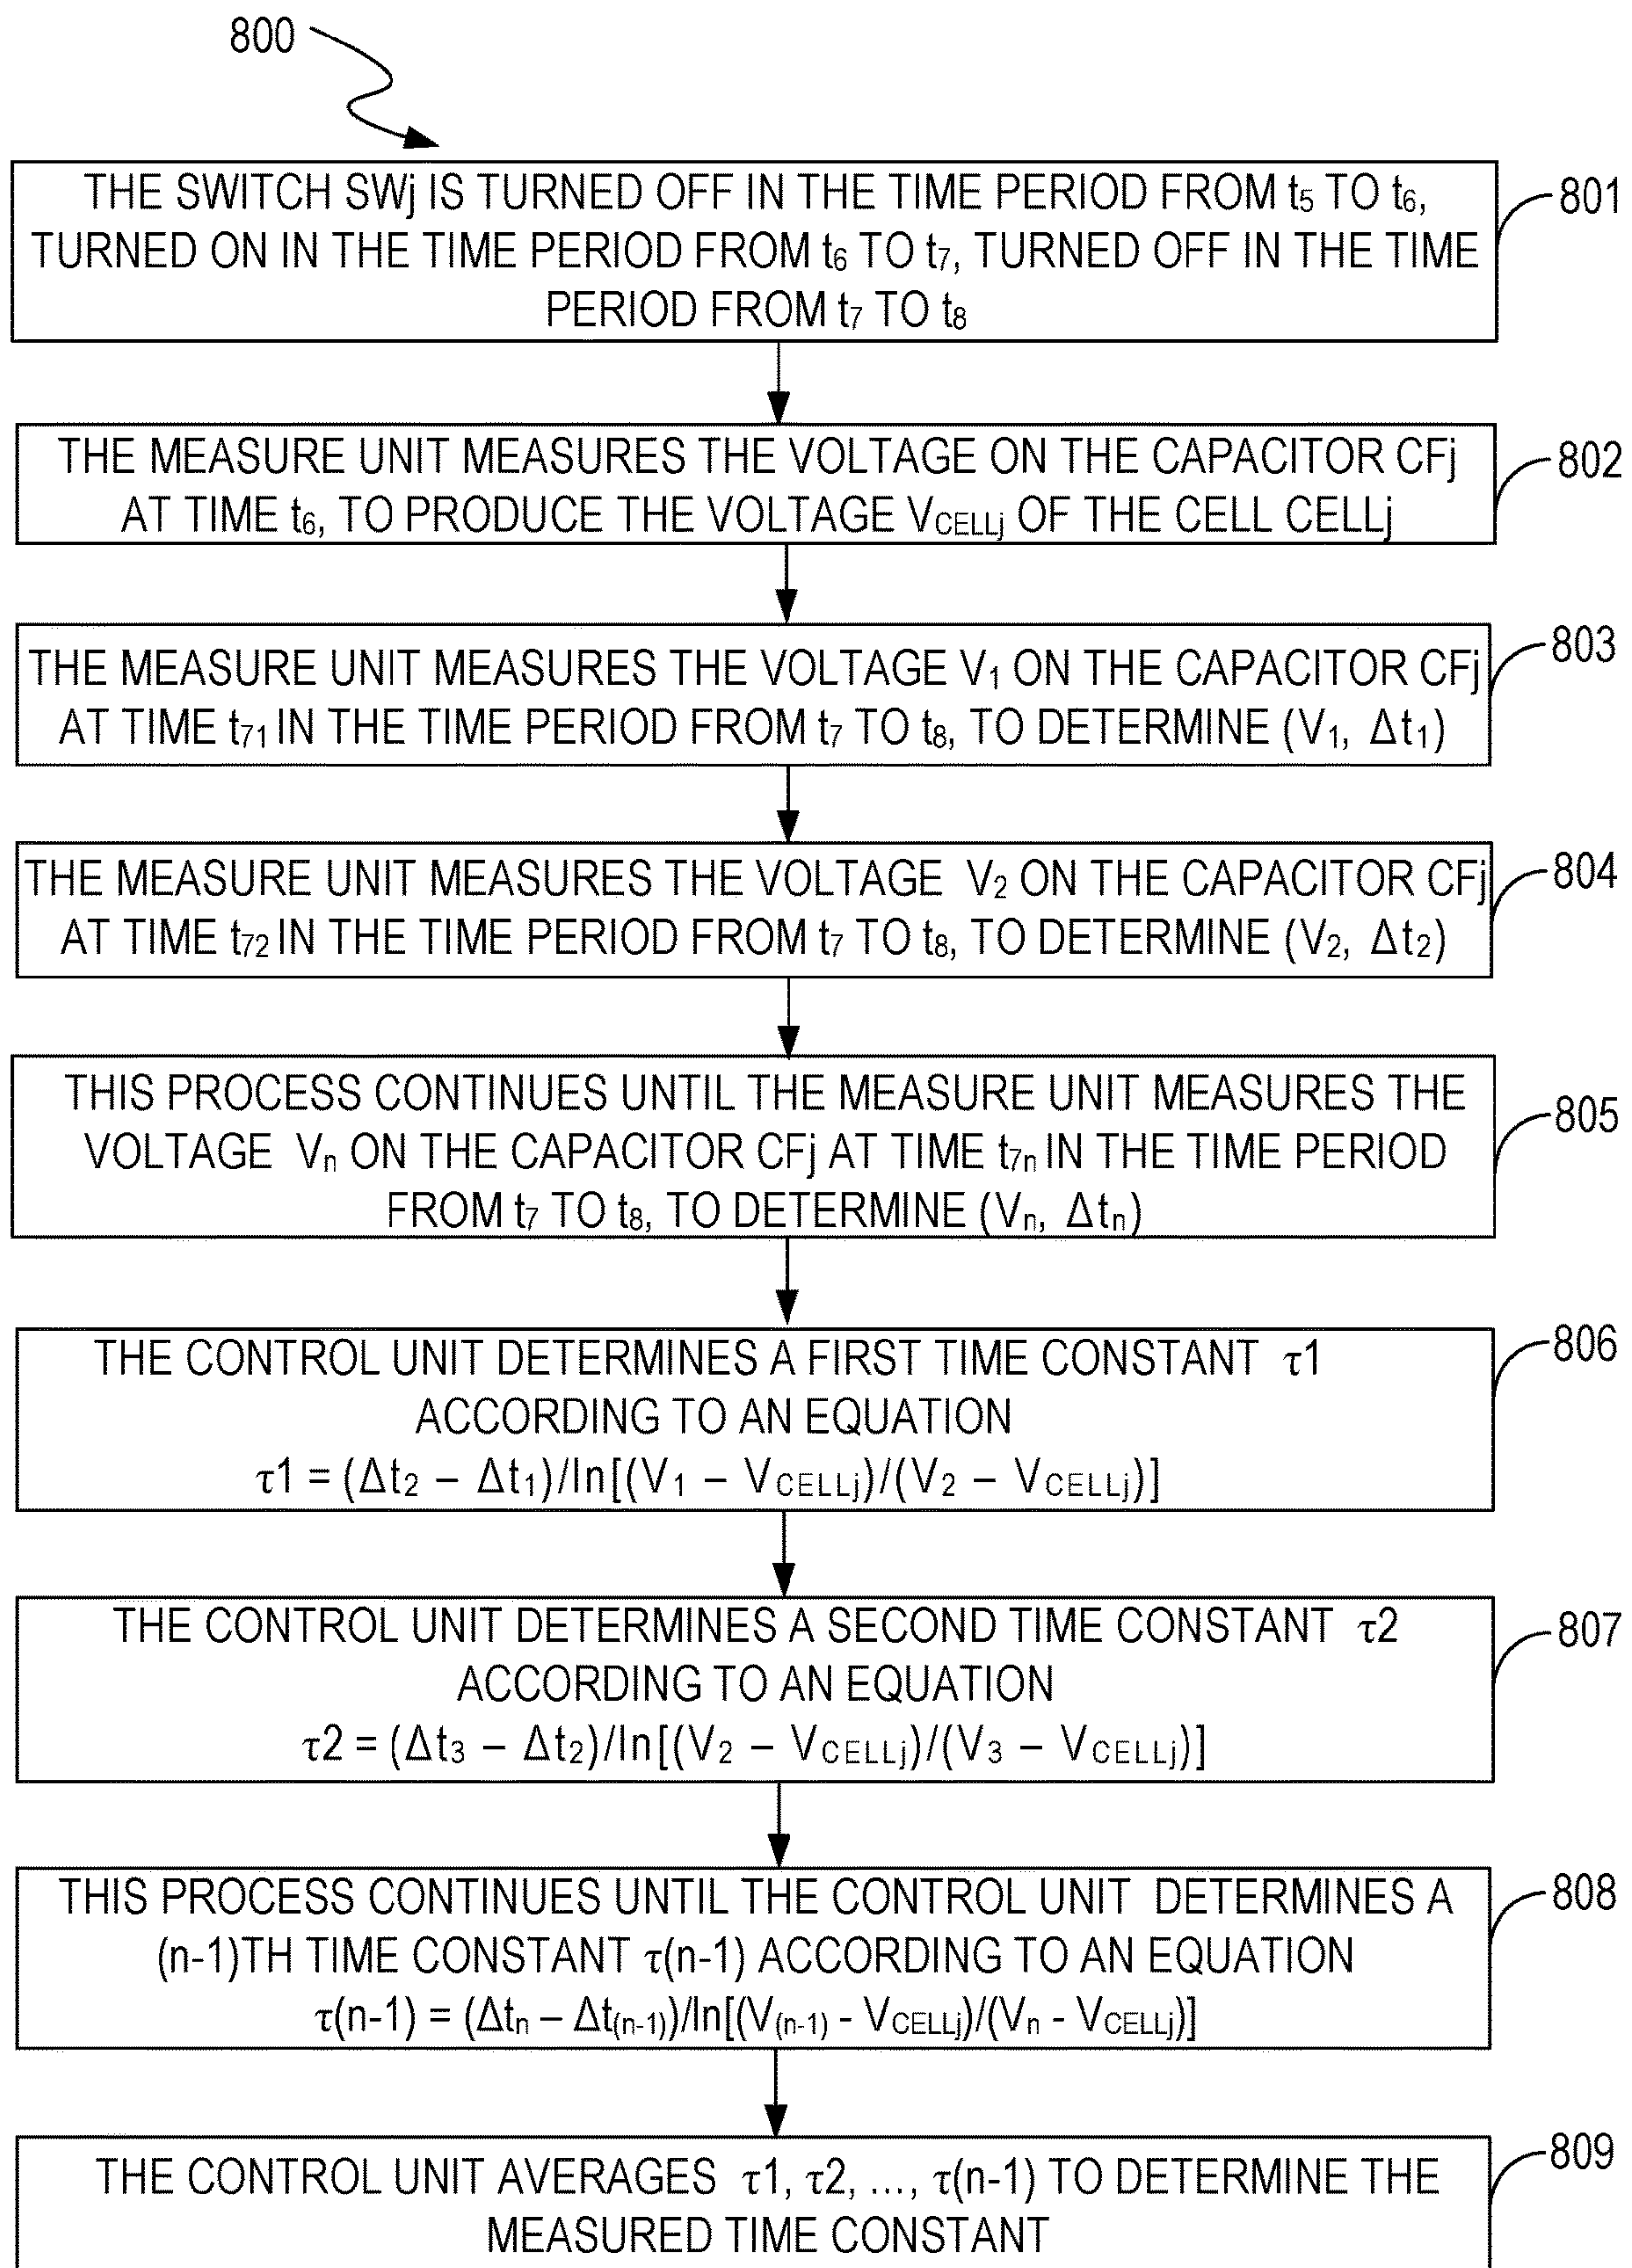 800
THE SWITCH SWj IS TURNED OFF IN THE TIME PERIOD FROM t5 TO t6,
TURNED ON IN THE TIME PERIOD FROM t6 TO t7, TURNED OFF IN THE TIME
PERIOD FROM t7 TO t8
801
THE MEASURE UNIT MEASURES THE VOLTAGE ON THE CAPACITOR CFj
AT TIME t6, TO PRODUCE THE VOLTAGE VCELLj OF THE CELL CELLj
802
THE MEASURE UNIT MEASURES THE VOLTAGE V1 ON THE CAPACITOR CFj
AT TIME t71 IN THE TIME PERIOD FROM t7 TO t8, TO DETERMINE (V1, Δt1)
803
THE MEASURE UNIT MEASURES THE VOLTAGE V2 ON THE CAPACITOR CFj
AT TIME t72 IN THE TIME PERIOD FROM t7 TO t8, TO DETERMINE (V2, Δt2)
804
THIS PROCESS CONTINUES UNTIL THE MEASURE UNIT MEASURES THE
VOLTAGE Vn ON THE CAPACITOR CFj AT TIME t7n IN THE TIME PERIOD
FROM t7 TO t8, TO DETERMINE (Vn, Δtn)
805
THE CONTROL UNIT DETERMINES A FIRST TIME CONSTANT τ1
ACCORDING TO AN EQUATION
τ1 = (Δt2 – Δt1)/ln[(V1 – VCELLj)/(V2 – VCELLj)]
806
THE CONTROL UNIT DETERMINES A SECOND TIME CONSTANT τ2
ACCORDING TO AN EQUATION
τ2 = (Δt3 – Δt2)/ln[(V2 – VCELLj)/(V3 – VCELLj)]
807
THIS PROCESS CONTINUES UNTIL THE CONTROL UNIT DETERMINES A
(n-1)TH TIME CONSTANT τ(n-1) ACCORDING TO AN EQUATION
τ(n-1) = (Δtn – Δt(n-1))/ln[(V(n-1) - VCELLj)/(Vn - VCELLj)]
808
THE CONTROL UNIT AVERAGES τ1, τ2, ..., τ(n-1) TO DETERMINE THE
MEASURED TIME CONSTANT
809